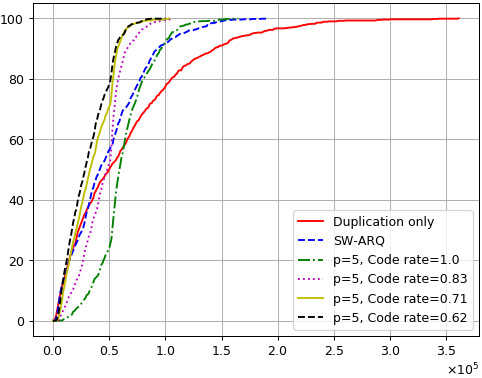 100
80
60
40
20
0
Duplication only
SW-ARQ
p=5, Code rate=1.0
p=5, Code rate=0.83
p=5, Code rate=0.71
p=5, Code rate=0.62
0.0 0.5 1.0 1.5 2.0 2.5 3.0 3.5
×10⁵